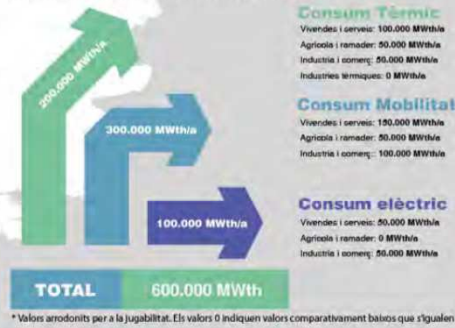 Consum Tèrmic
Vivendes i serveis: 100.000 MWth/a
Agrícola i ramader: 50.000 MWth/a
Industria i comerç: 50.000 MWth/a
Industries tèrmiques: 0 MWth/a
200.000 MWth/a
Consum Mobilitat
300.000 MWth/a
Vivendes i serveis: 150.000 MWth/a
Agrícola i ramader: 50.000 MWth/a
Industria i comerç:: 100.000 MWth/a
Consum elèctric
100.000 MWth/a
Vivendes i serveis: 50.000 MWth/a
Agrícola i ramader: 0 MWth/a
Industria i comerç: 50.000 MWth/a
TOTAL 600.000 MWth
* Valors arrodonits per a la jugabilitat. Els valors 0 indiquen valors comparativament baixos que s'igualen